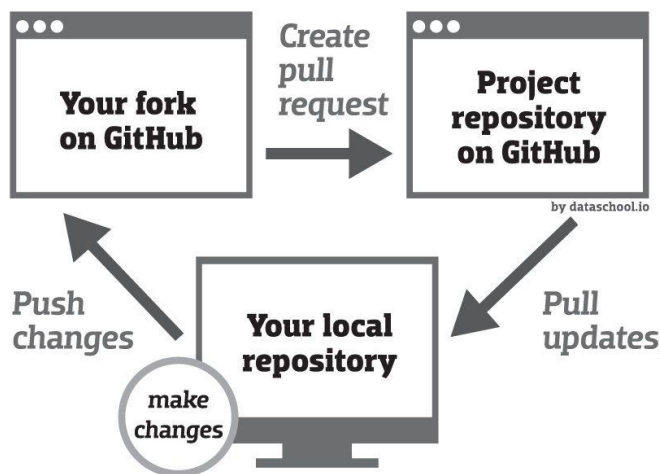 Your fork
on GitHub
Create
pull
request
Project
repository
on GitHub
by dataschool.io
Push
changes
Your local
repository
make
changes
Pull
updates